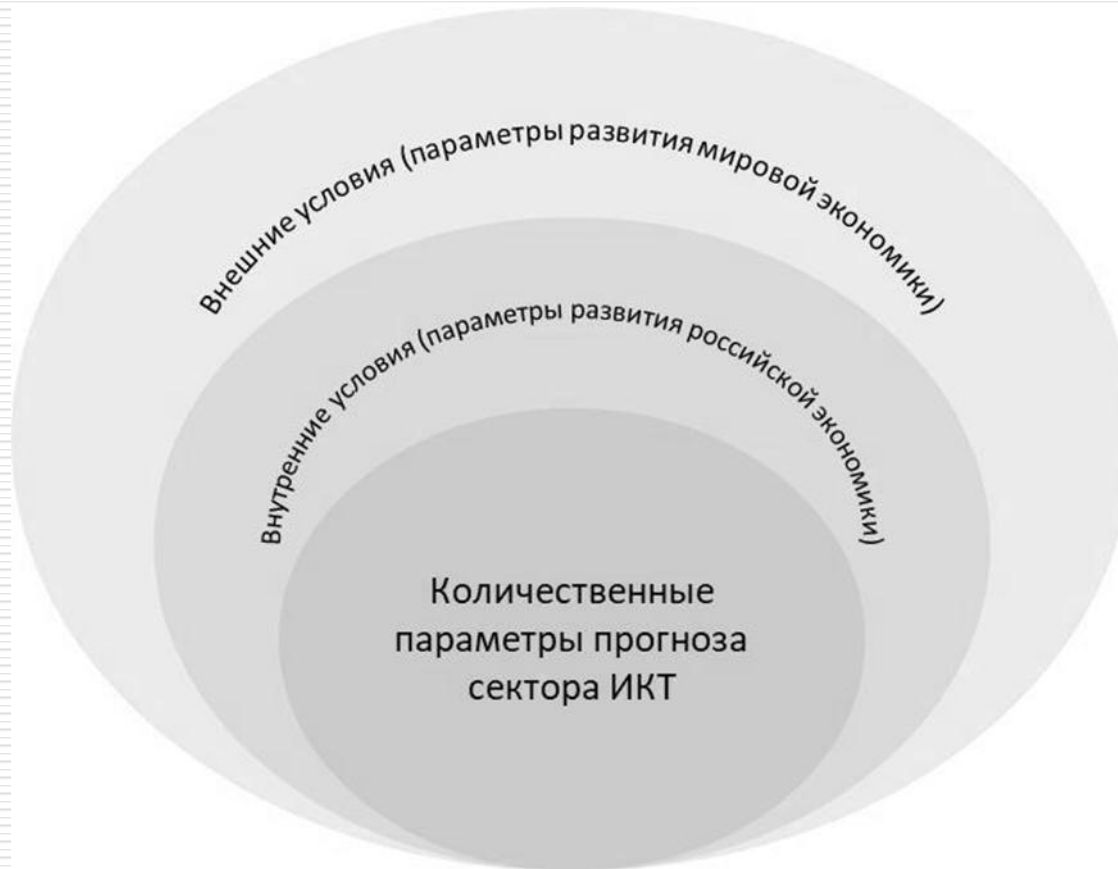 Внешние условия (параметры развития мировой экономики)
Внутренние условия (параметры развития российской экономики)
Количественные
параметры прогноза
сектора ИКТ